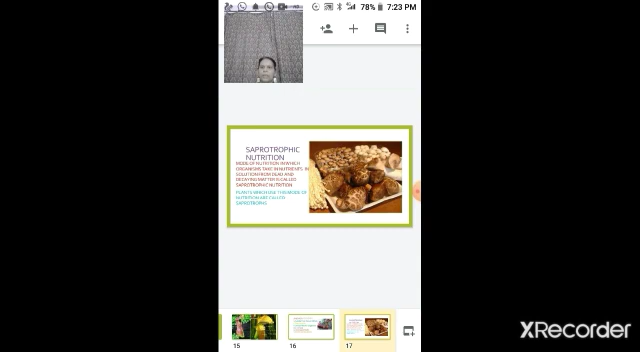 78% 7:23 PM
SAPROTROPHIC
NUTRITION
MODE OF NUTRITION IN WHICH
ORGANISMS TAKE IN NUTRIENTS IN
SOLUTION FROM DEAD AND
DECAYING MATTER IS CALLED
SAPROTROPHIC NUTRITION
PLANTS WHICH USE THIS MODE OF
NUTRITION ARE CALLED
SAPROTROPHS
15 16 17
XRecorder